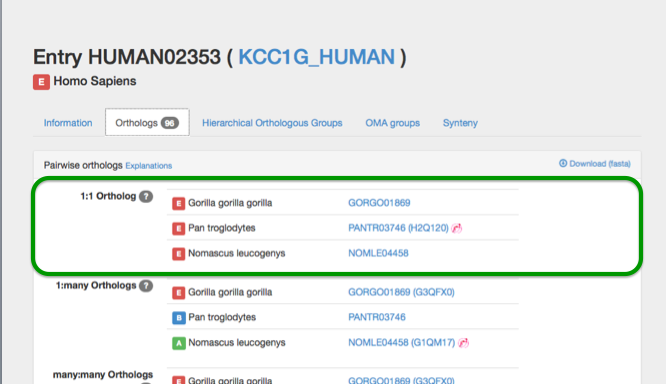 Entry HUMAN02353 ( KCC1G_HUMAN )
E Homo Sapiens
Information Orthologs 96 Hierarchical Orthologous Groups OMA groups Synteny
Pairwise orthologs Explanations Download (fasta)
1:1 Ortholog ? E Gorilla gorilla gorilla GORGO01869
E Pan troglodytes PANTR03746 (H2Q120)
E Nomascus leucogenys NOMLE04458
1:many Orthologs ? E Gorilla gorilla gorilla GORGO01869 (G3QFX0)
B Pan troglodytes PANTR03746
A Nomascus leucogenys NOMLE04458 (G1QM17)
many:many Orthologs E Gorilla gorilla gorilla GORGO01869 (G3QFX0)